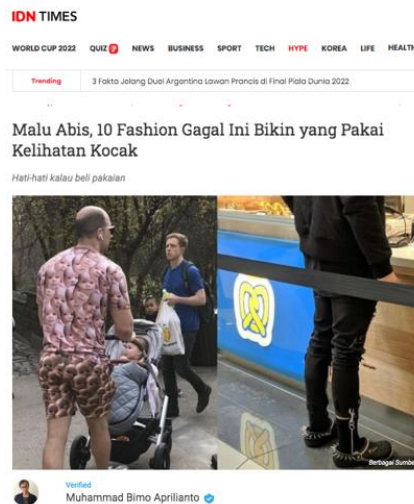 IDN TIMES
WORLD CUP 2022 QUIZ NEWS BUSINESS SPORT TECH HYPE KOREA LIFE HEALTH
Trending 3 Fakta Jelang Duel Argentina Lawan Prancis di Final Piala Dunia 2022
Malu Abis, 10 Fashion Gagal Ini Bikin yang Pakai
Kelihatan Kocak
Hati-hati kalau beli pakaian
Berbagai Sumber
Verified
Muhammad Bimo Aprilianto